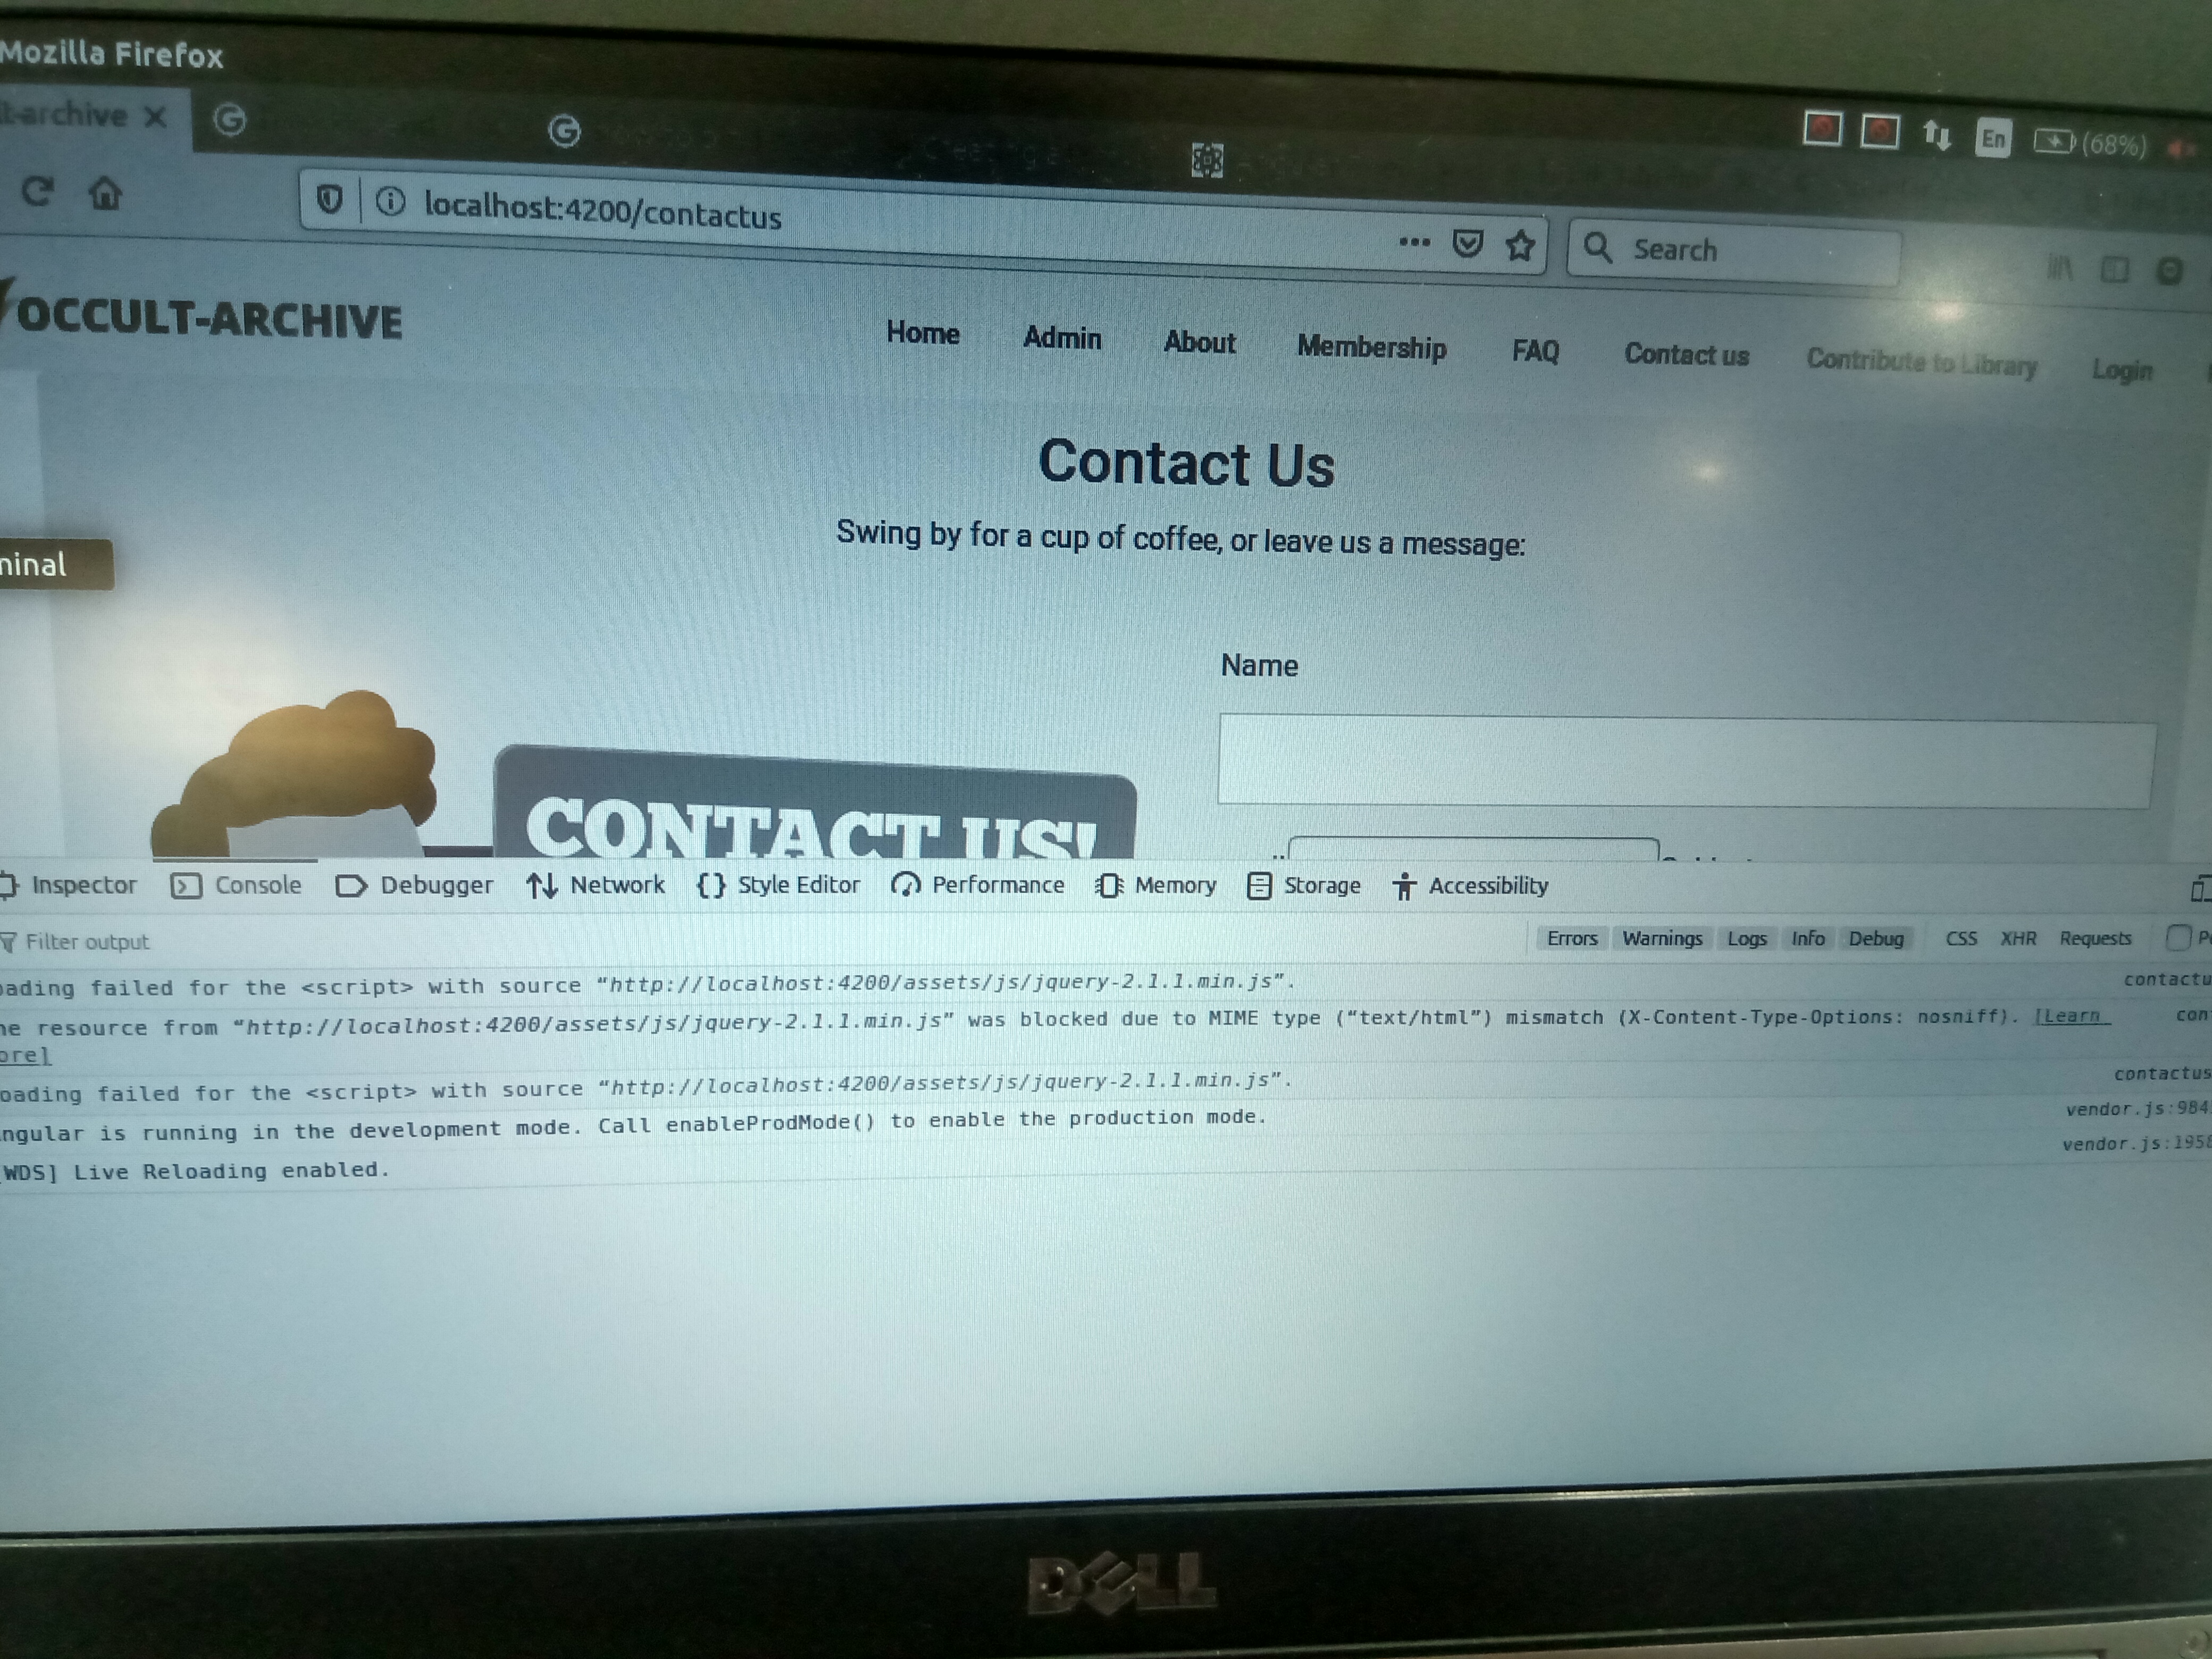 Mozilla Firefox
t-archive
En
(68%)
localhost:4200/contactus
Search
OCCULT-ARCHIVE
Home Admin About Membership FAQ Contact us Contribute to Library Login
Contact Us
Swing by for a cup of coffee, or leave us a message:
minal
Name
CONTACT US!
Inspector Console Debugger Network Style Editor Performance Memory Storage Accessibility
Filter output Errors Warnings Logs Info Debug CSS XHR Requests
ading failed for the <script> with source “http://localhost:4200/assets/js/jquery-2.1.1.min.js”. contactu
he resource from “http://localhost:4200/assets/js/jquery-2.1.1.min.js” was blocked due to MIME type (“text/html”) mismatch (X-Content-Type-Options: nosniff). [Learn con
ore]
oading failed for the <script> with source “http://localhost:4200/assets/js/jquery-2.1.1.min.js”. contactus
ngular is running in the development mode. Call enableProdMode() to enable the production mode. vendor.js:984
WDS] Live Reloading enabled. vendor.js:1958
DELL